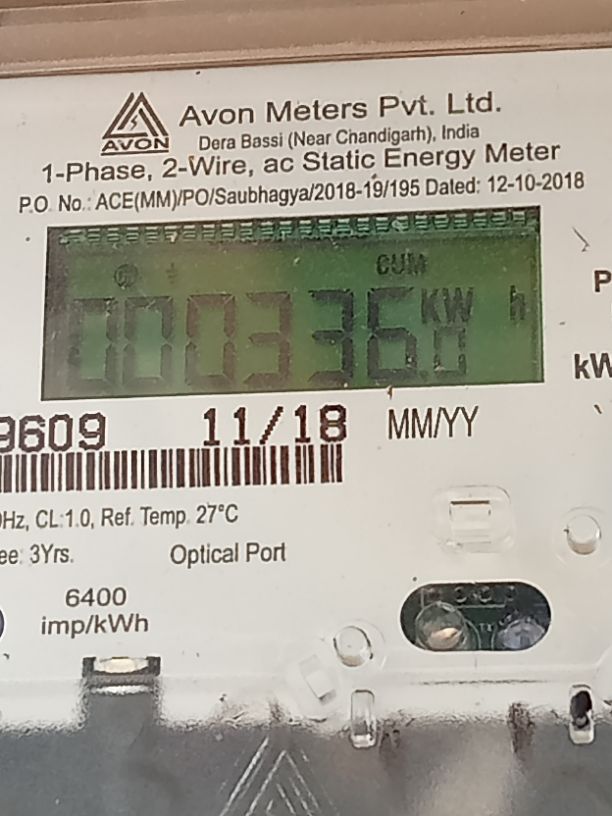 Avon Meters Pvt. Ltd.
AVON
Dera Bassi (Near Chandigarh), India
1-Phase, 2-Wire, ac Static Energy Meter
P.O. No.: ACE(MM)/PO/Saubhagya/2018-19/195 Dated: 12-10-2018
CUM
000336.0 KW h
P
kW
9609 11/18 MM/YY
Hz, CL:1.0, Ref. Temp. 27°C
ee: 3Yrs. Optical Port
6400
imp/kWh